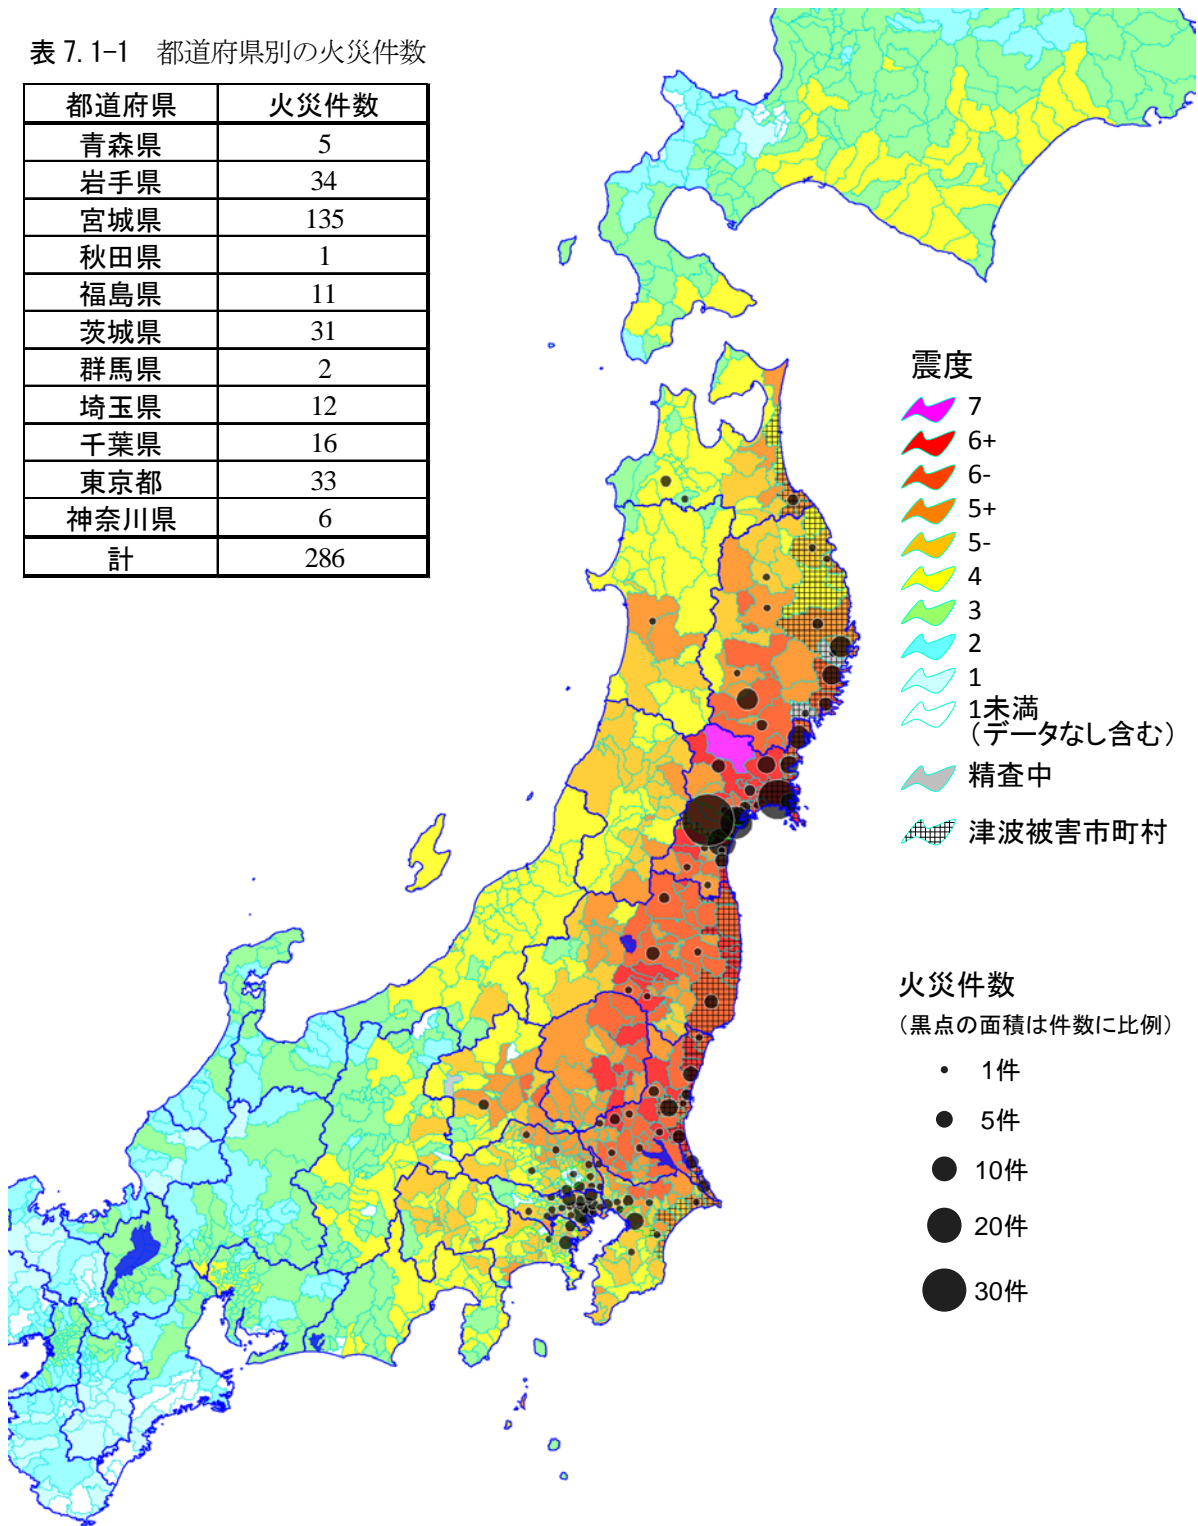 表 7.1-1 都道府県別の火災件数
都道府県 火災件数
青森県 5
岩手県 34
宮城県 135
秋田県 1
福島県 11
茨城県 31
群馬県 2
埼玉県 12
千葉県 16
東京都 33
神奈川県 6
計 286
震度
7
6+
6-
5+
5-
4
3
2
1
1未満
（データなし含む）
精査中
津波被害市町村
火災件数
（黒点の面積は件数に比例）
1件
5件
10件
20件
30件